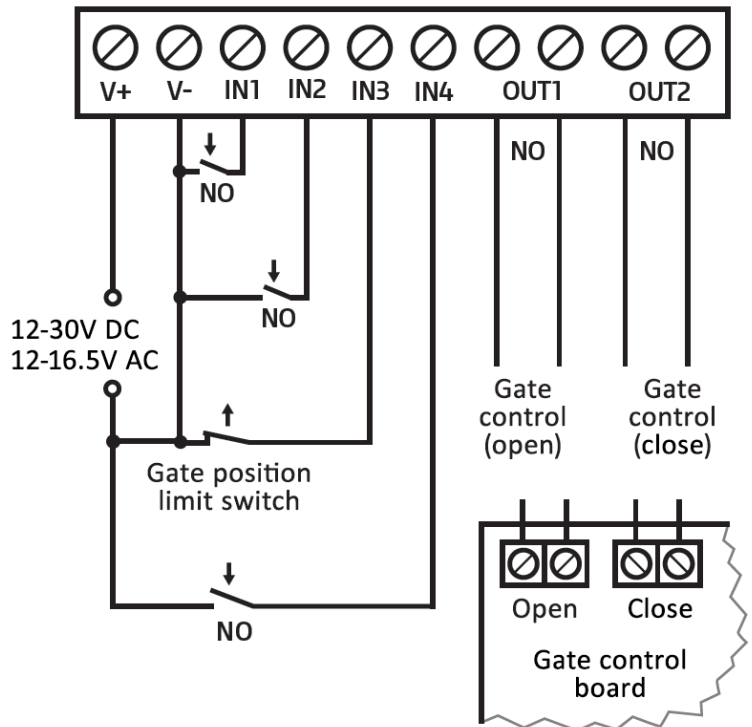 V+ V- IN1 IN2 IN3 IN4 OUT1 OUT2
NO NO
NO
NO
12-30V DC
12-16.5V AC
Gate position
limit switch
NO
Gate
control
(open)
Gate
control
(close)
Open Close
Gate control
board